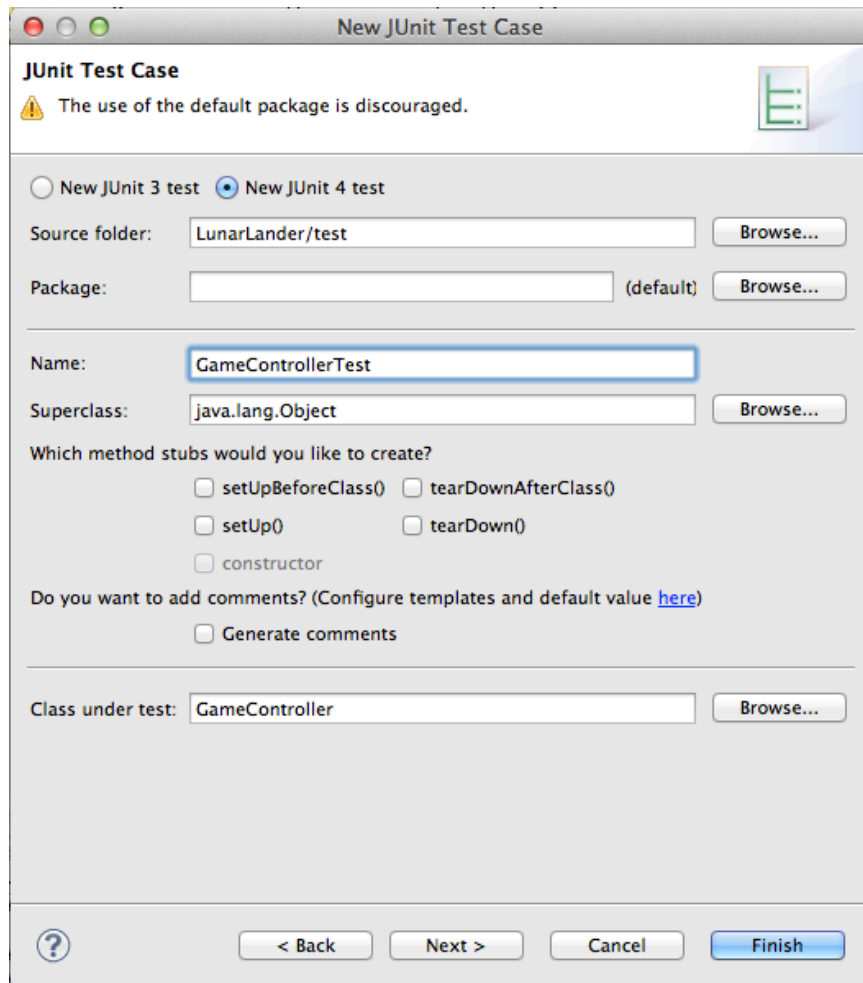 New JUnit Test Case
JUnit Test Case
The use of the default package is discouraged.
New JUnit 3 test New JUnit 4 test
Source folder: LunarLander/test Browse...
Package: (default) Browse...
Name: GameControllerTest
Superclass: java.lang.Object Browse...
Which method stubs would you like to create?
setUpBeforeClass() tearDownAfterClass()
setUp() tearDown()
constructor
Do you want to add comments? (Configure templates and default value here)
Generate comments
Class under test: GameController Browse...
? < Back Next > Cancel Finish